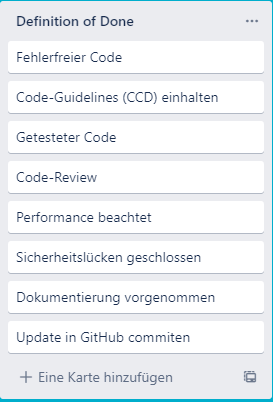 Definition of Done
Fehlerfreier Code
Code-Guidelines (CCD) einhalten
Getesteter Code
Code-Review
Performance beachtet
Sicherheitslücken geschlossen
Dokumentierung vorgenommen
Update in GitHub commiten
Eine Karte hinzufügen